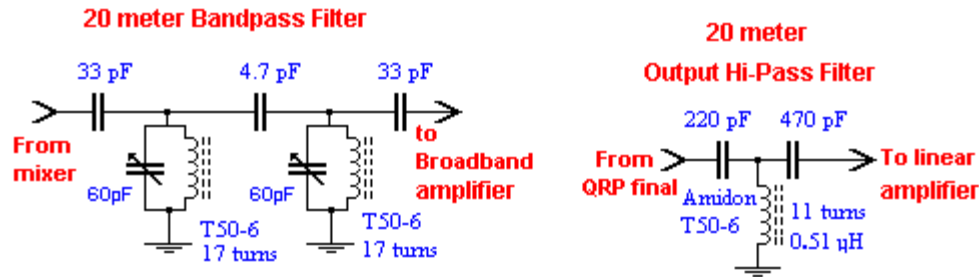 20 meter Bandpass Filter
33 pF
4.7 pF
33 pF
From
mixer
60pF
T50-6
17 turns
60pF
T50-6
17 turns
to
Broadband
amplifier
20 meter
Output Hi-Pass Filter
220 pF
470 pF
From
QRP final
To linear
amplifier
Amidon
T50-6
11 turns
0.51 µH